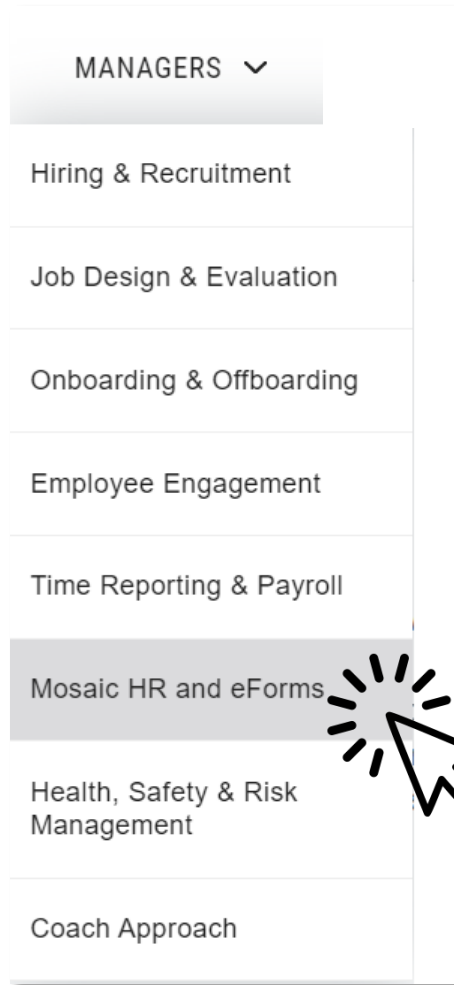 MANAGERS
Hiring & Recruitment
Job Design & Evaluation
Onboarding & Offboarding
Employee Engagement
Time Reporting & Payroll
Mosaic HR and eForms
Health, Safety & Risk
Management
Coach Approach